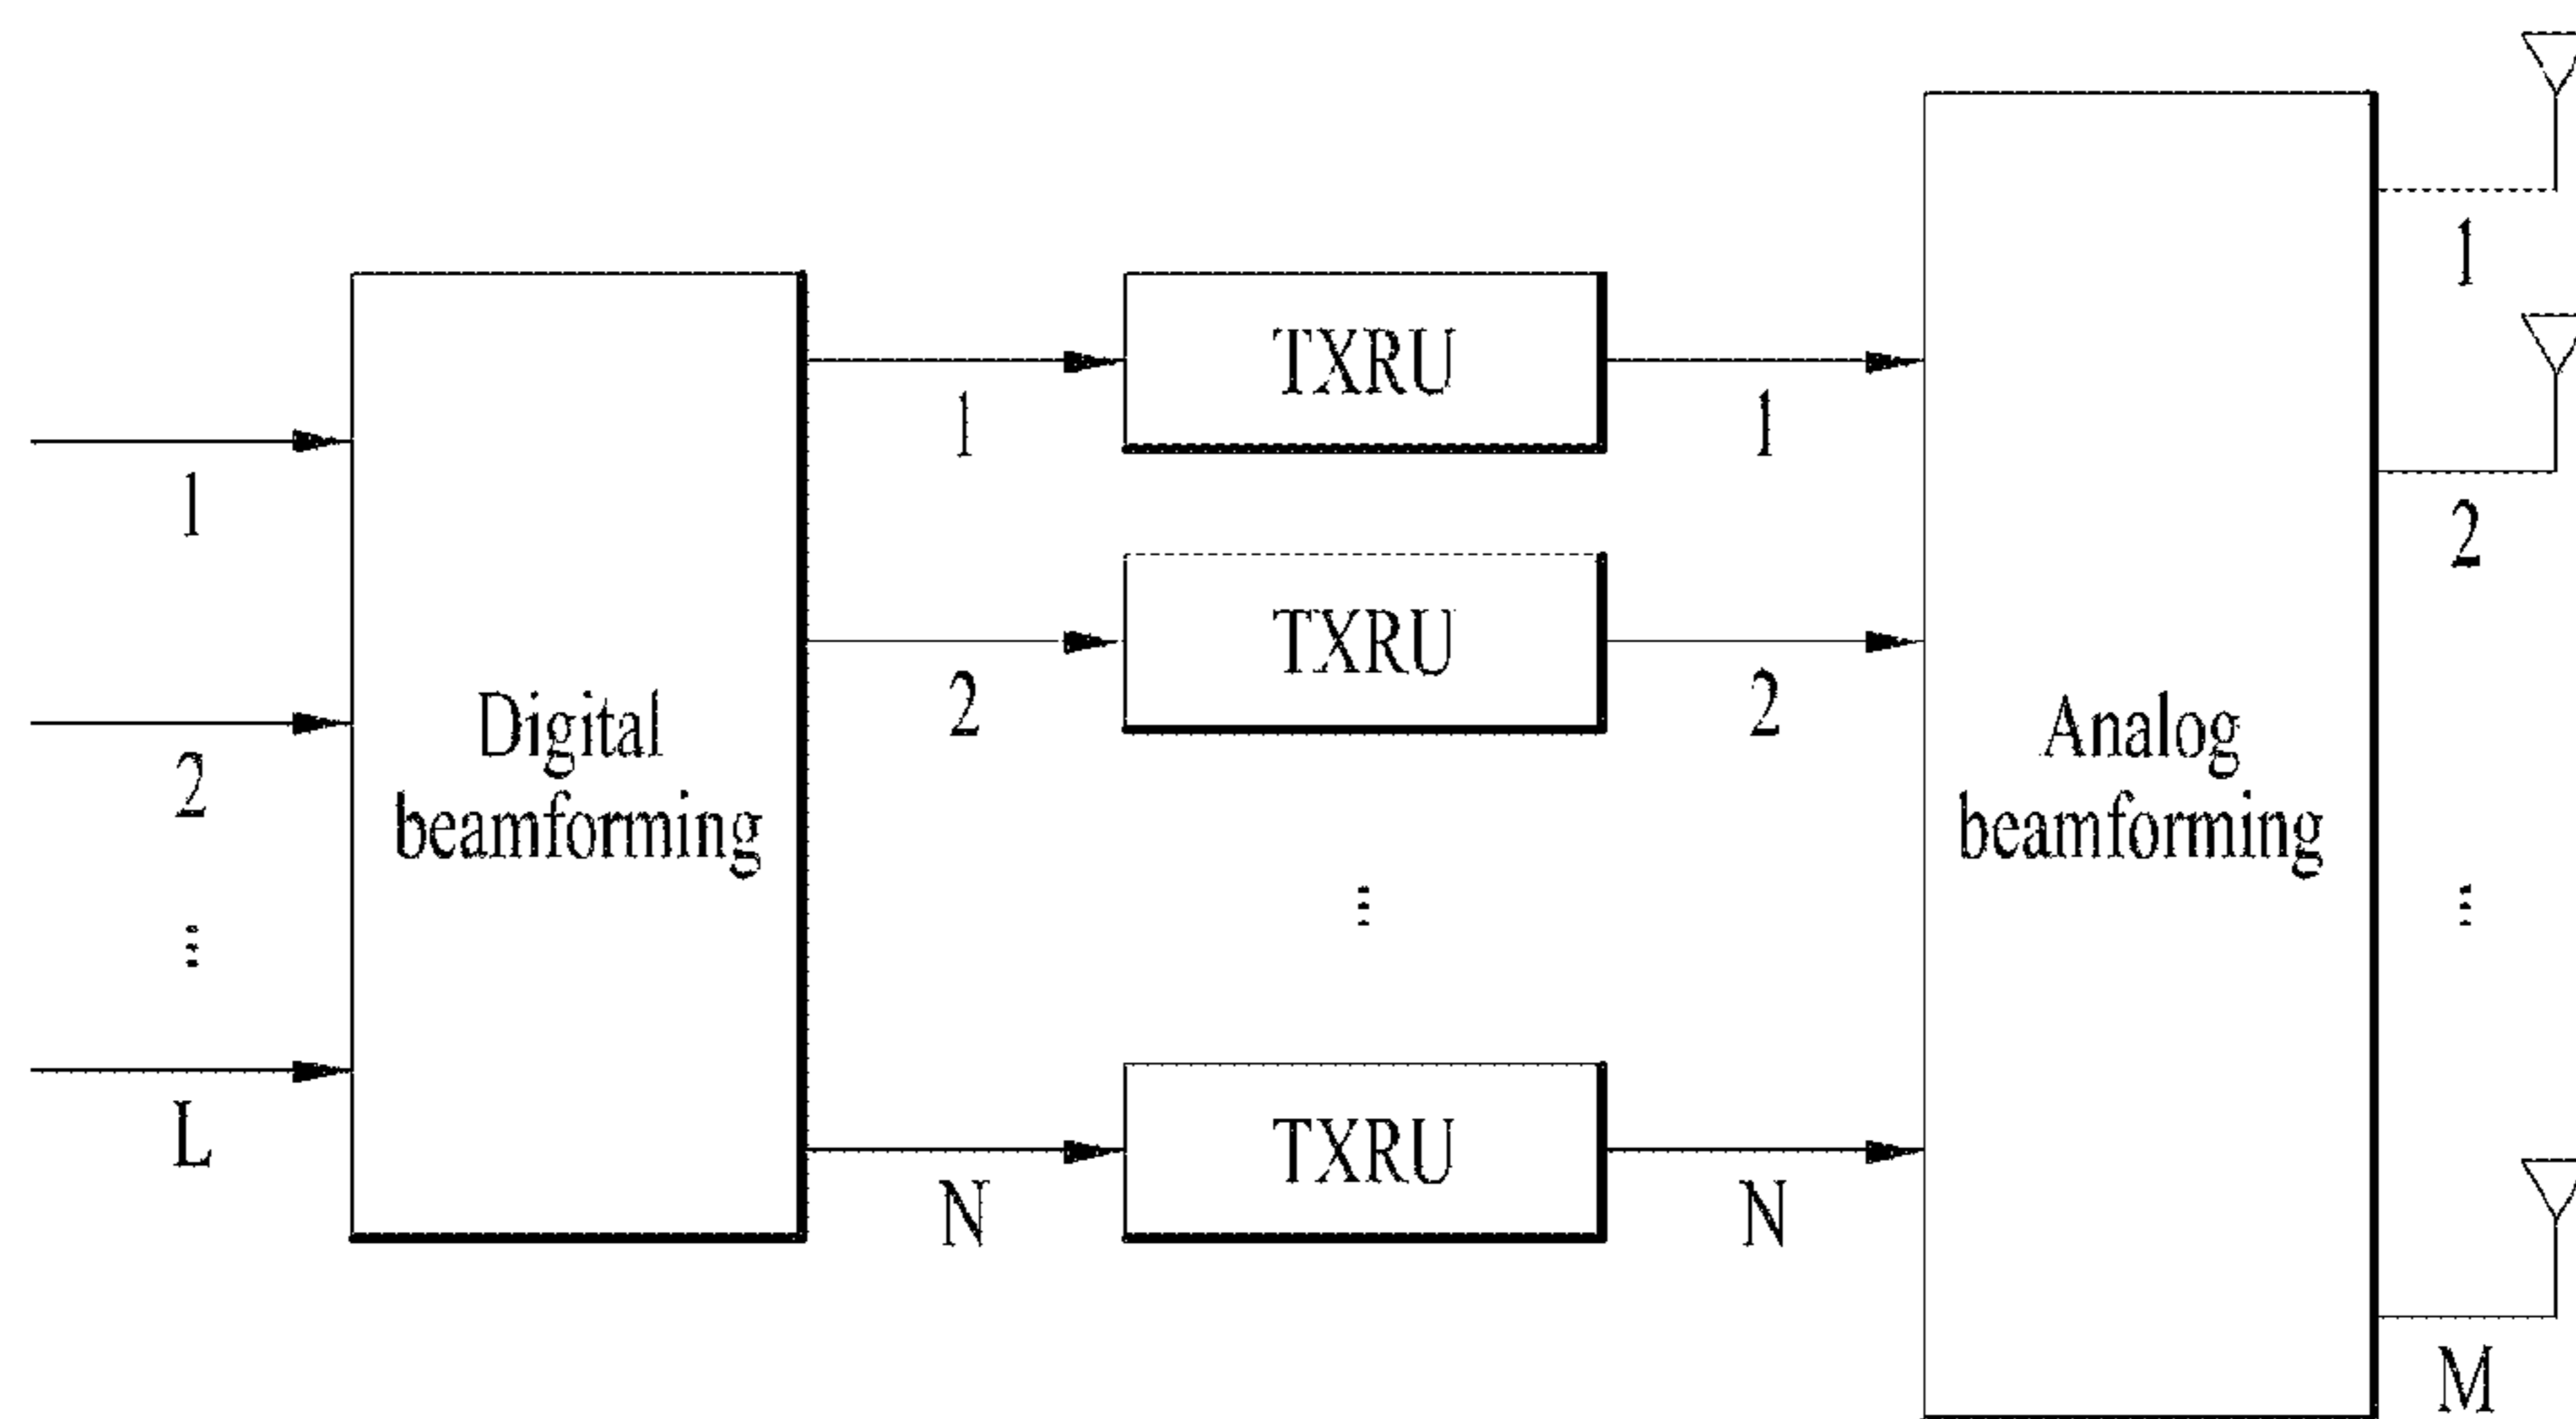 1
2
⋮
L
Digital
beamforming
1
2
N
TXRU
TXRU
⋮
TXRU
1
2
N
Analog
beamforming
1
2
⋮
M